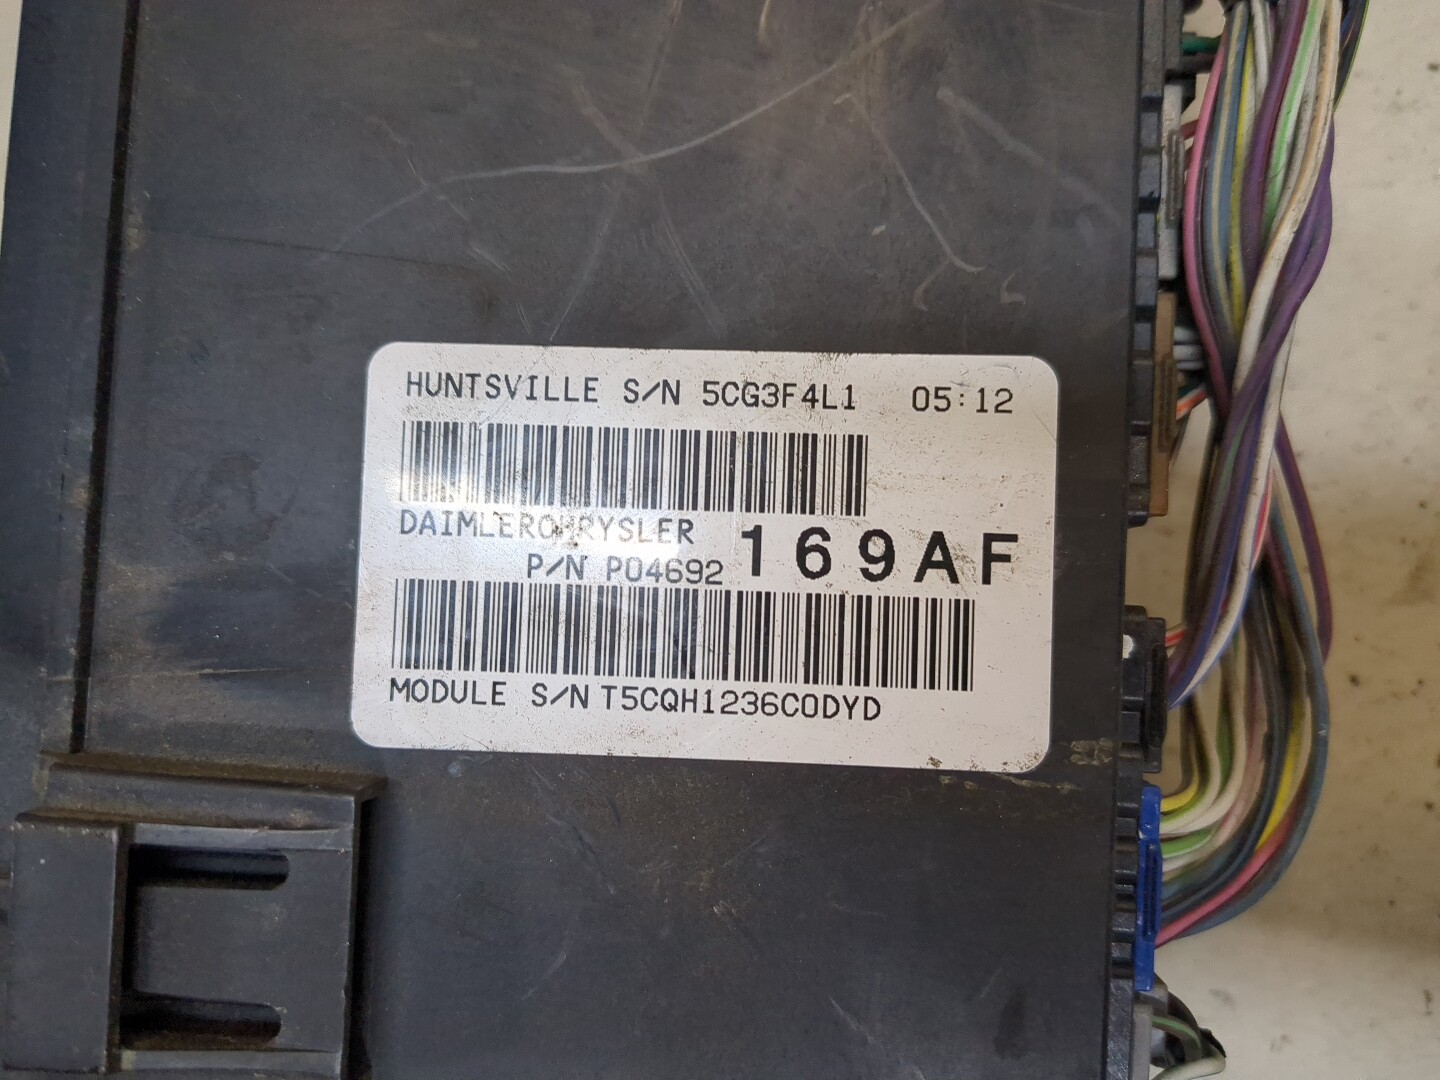 HUNTSVILLE S/N 5CG3F4L1 05:12
DAIMLERCHRYSLER
P/N P04692 169AF
MODULE S/N T5CQH1236C0DYD